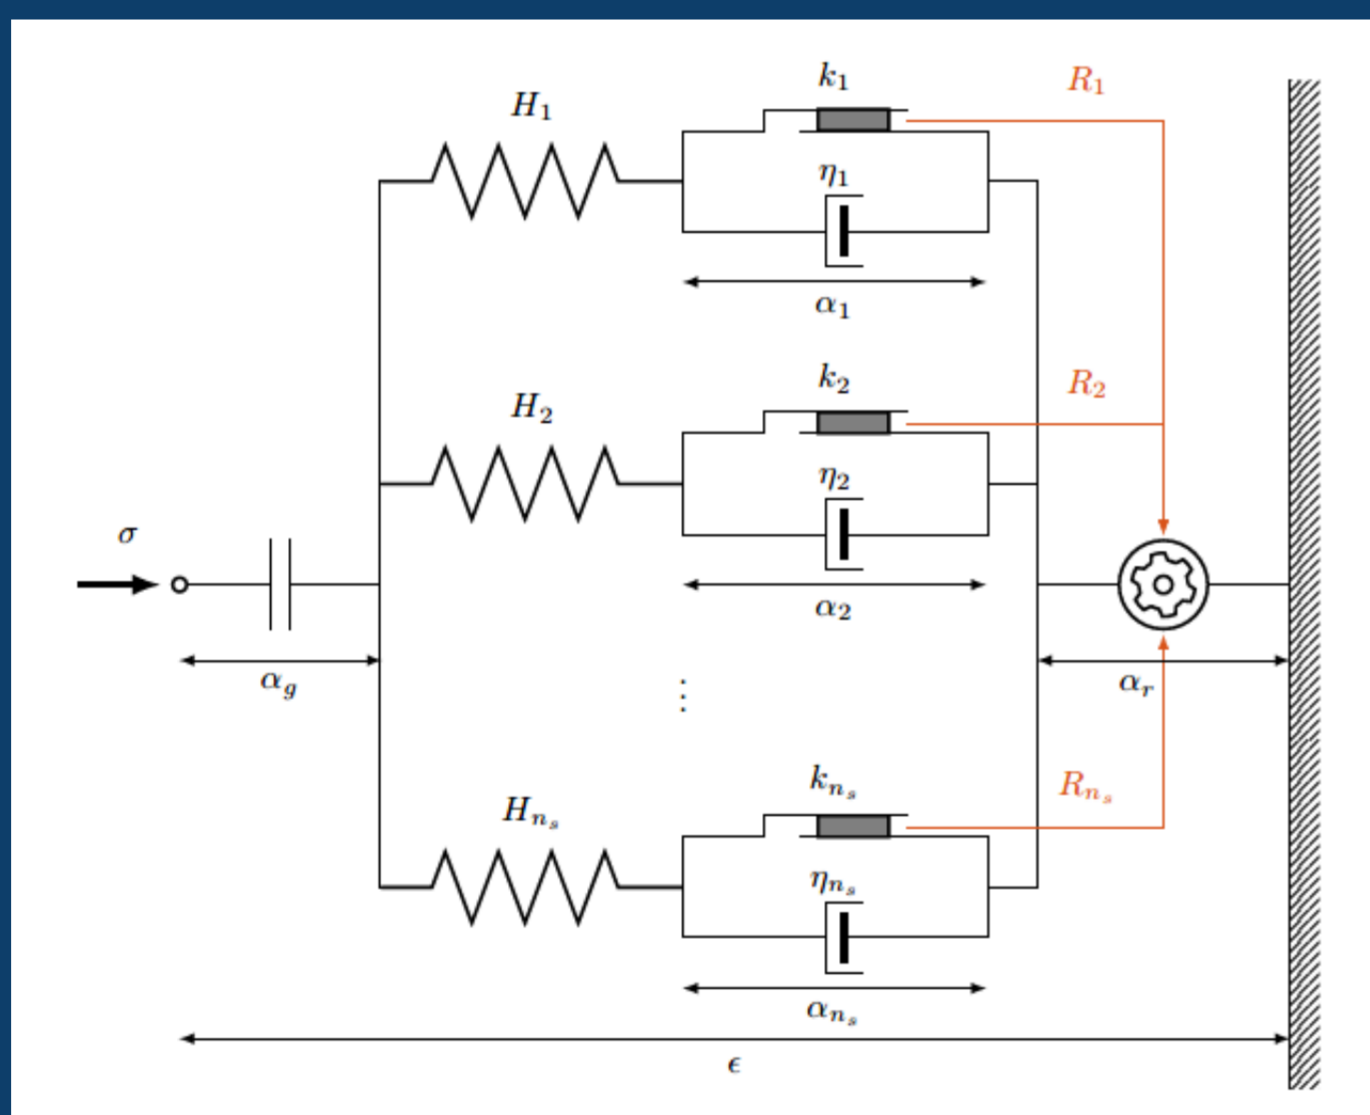 k₁
R₁
H₁
η₁
α₁
k₂
R₂
H₂
η₂
σ
α₂
α_g
α_r
⋮
k_{n_s}
R_{n_s}
H_{n_s}
η_{n_s}
α_{n_s}
ϵ